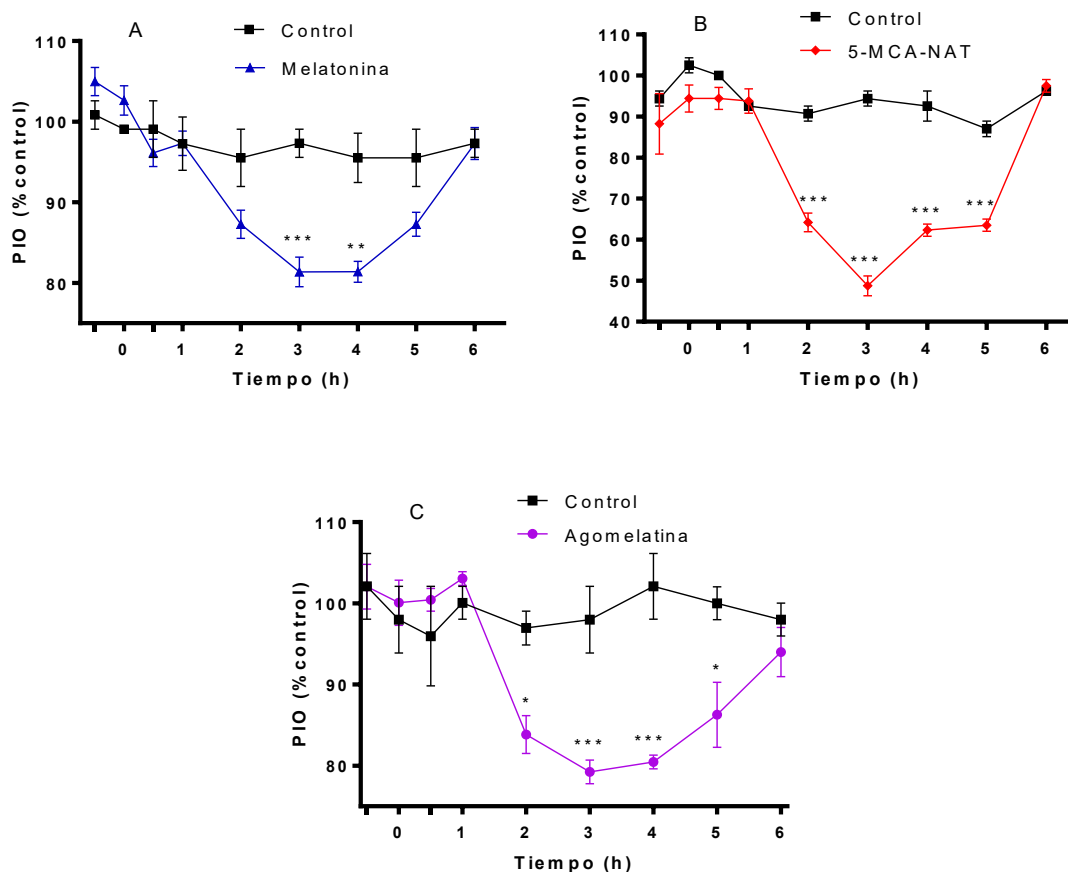 A
Control
Melatonina
PIO (%control)
110
100
90
80
***
**
0 1 2 3 4 5 6
Tiempo (h)
B
Control
5-MCA-NAT
PIO (%control)
110
100
90
80
70
60
50
40
***
***
***
***
0 1 2 3 4 5 6
Tiempo (h)
C
Control
Agomelatina
PIO (%control)
110
100
90
80
*
***
***
*
0 1 2 3 4 5 6
Tiempo (h)